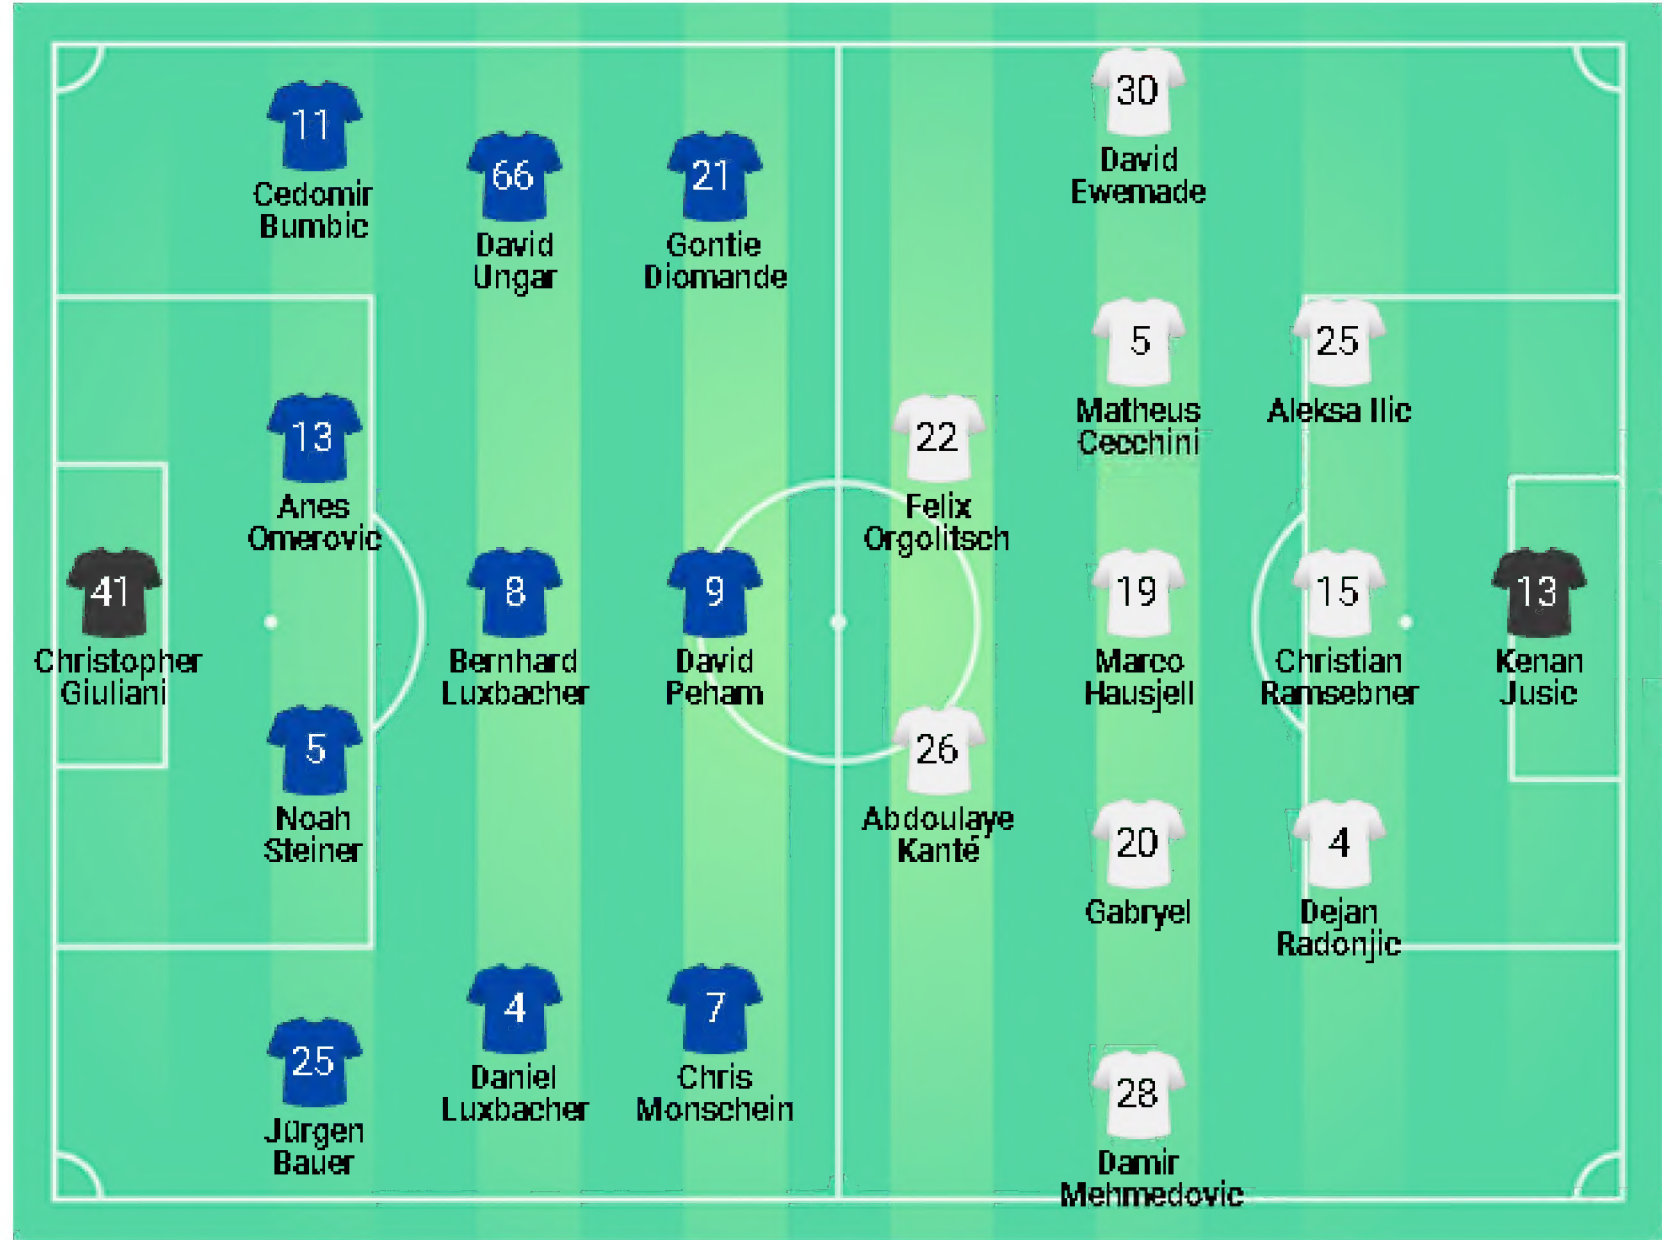 11
Cedomir
Bumbic
66
David
Ungar
21
Gontie
Diomande
30
David
Ewemade
13
Anes
Omerovic
41
Christopher
Giuliani
5
Noah
Steiner
25
Jürgen
Bauer
8
Bernhard
Luxbacher
4
Daniel
Luxbacher
9
David
Peham
7
Chris
Monschein
22
Felix
Orgolitsch
26
Abdoulaye
Kanté
5
Matheus
Cecchini
19
Marco
Hausjell
20
Gabryel
28
Damir
Mehmedovic
25
Aleksa Ilic
15
Christian
Ramsebner
4
Dejan
Radonjic
13
Kenan
Jusic